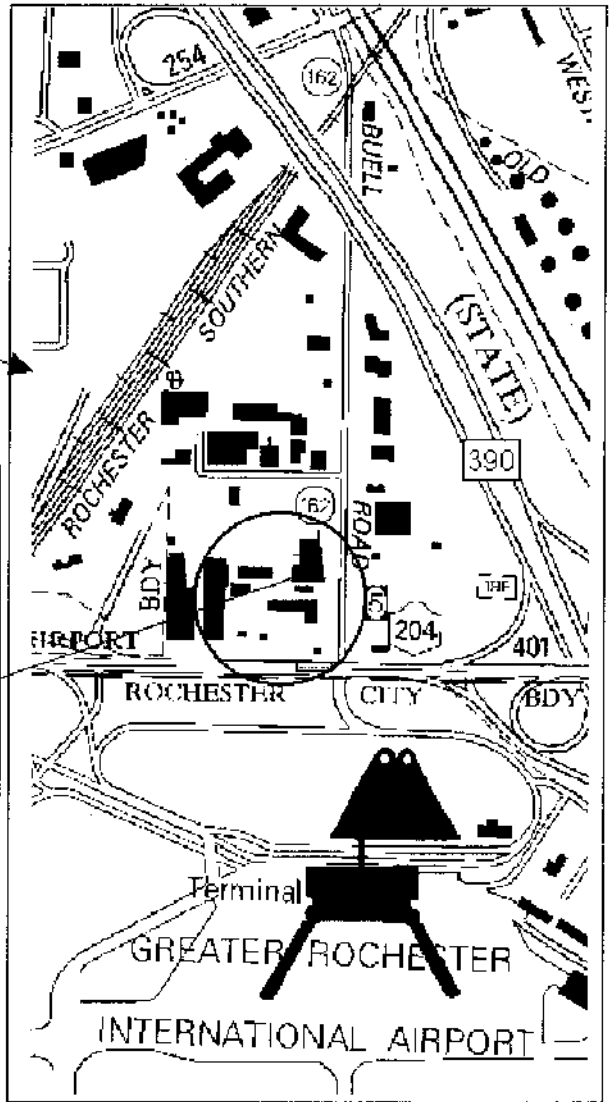 254
162
WEST
BUELL
OLD
SOUTHERN
(STATE)
ROCHESTER
390
162
ROAD
BDY
204
401
ROCHESTER CITY BDY
Terminal
GREATER ROCHESTER
INTERNATIONAL AIRPORT